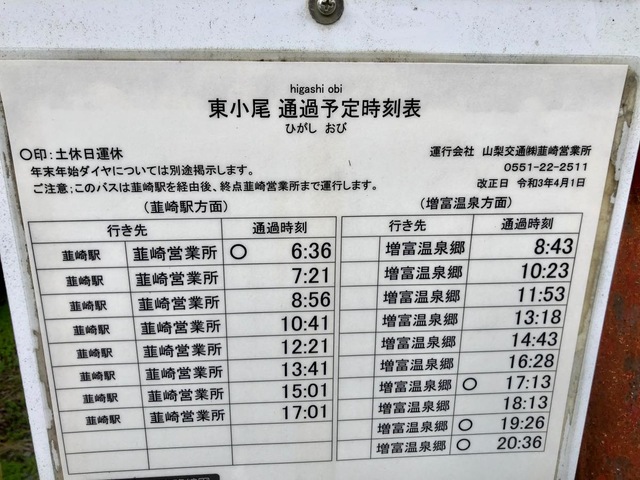 higashi obi
東小尾 通過予定時刻表
ひがし おび
〇印：土休日運休
年末年始ダイヤについては別途掲示します。
ご注意；このバスは韮崎駅を経由後、終点韮崎営業所まで運行します。
運行会社 山梨交通㈱韮崎営業所
0551-22-2511
改正日 令和3年4月1日
（韮崎駅方面）
行き先 通過時刻
韮崎駅 韮崎営業所 〇 6:36
韮崎駅 韮崎営業所 7:21
韮崎駅 韮崎営業所 8:56
韮崎駅 韮崎営業所 10:41
韮崎駅 韮崎営業所 12:21
韮崎駅 韮崎営業所 13:41
韮崎駅 韮崎営業所 15:01
韮崎駅 韮崎営業所 17:01
（増富温泉方面）
行き先 通過時刻
増富温泉郷 8:43
増富温泉郷 10:23
増富温泉郷 11:53
増富温泉郷 13:18
増富温泉郷 14:43
増富温泉郷 16:28
増富温泉郷 〇 17:13
増富温泉郷 18:13
増富温泉郷 〇 19:26
増富温泉郷 〇 20:36